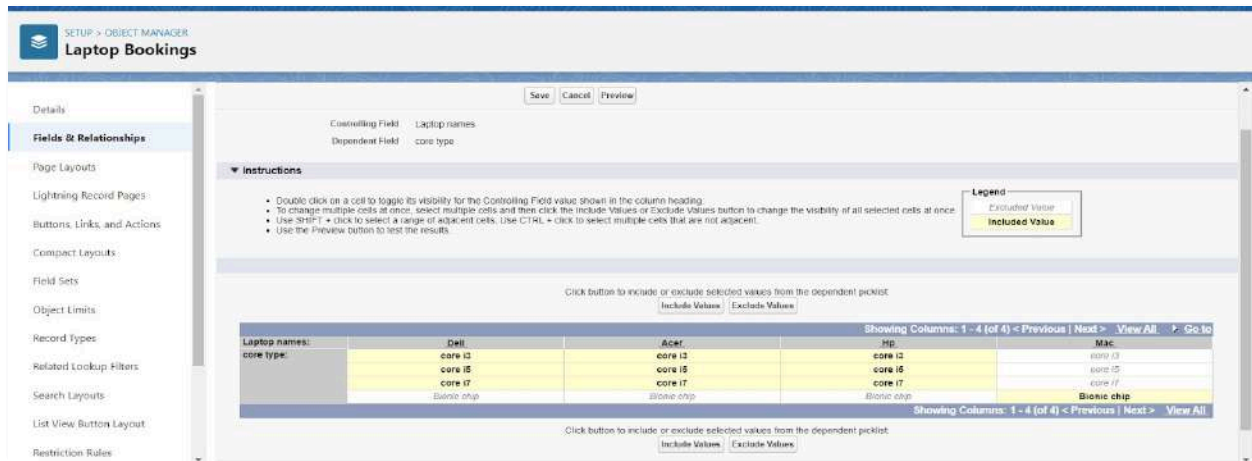 SETUP > OBJECT MANAGER
Laptop Bookings
Details
Fields & Relationships
Page Layouts
Lightning Record Pages
Buttons, Links, and Actions
Compact Layouts
Field Sets
Object Limits
Record Types
Related Lookup Filters
Search Layouts
List View Button Layout
Restriction Rules
Save Cancel Preview
Controlling Field Laptop names
Dependent Field core type
▼ Instructions
• Double click on a cell to toggle its visibility for the Controlling Field value shown in the column heading.
• To change multiple cells at once, select multiple cells and then click the Include Values or Exclude Values button to change the visibility of all selected cells at once.
• Use SHIFT + click to select a range of adjacent cells. Use CTRL + click to select multiple cells that are not adjacent.
• Use the Preview button to test the results.
Legend
Excluded Value
Included Value
Click button to include or exclude selected values from the dependent picklist.
Include Values Exclude Values
Showing Columns: 1 - 4 (of 4) < Previous | Next > View All Go to
Laptop names: Dell Acer Hp Mac
core type: core i3 core i3 core i3 core i3
core i5 core i5 core i5 core i5
core i7 core i7 core i7 core i7
Bionic chip Bionic chip Bionic chip Bionic chip
Showing Columns: 1 - 4 (of 4) < Previous | Next > View All
Click button to include or exclude selected values from the dependent picklist.
Include Values Exclude Values